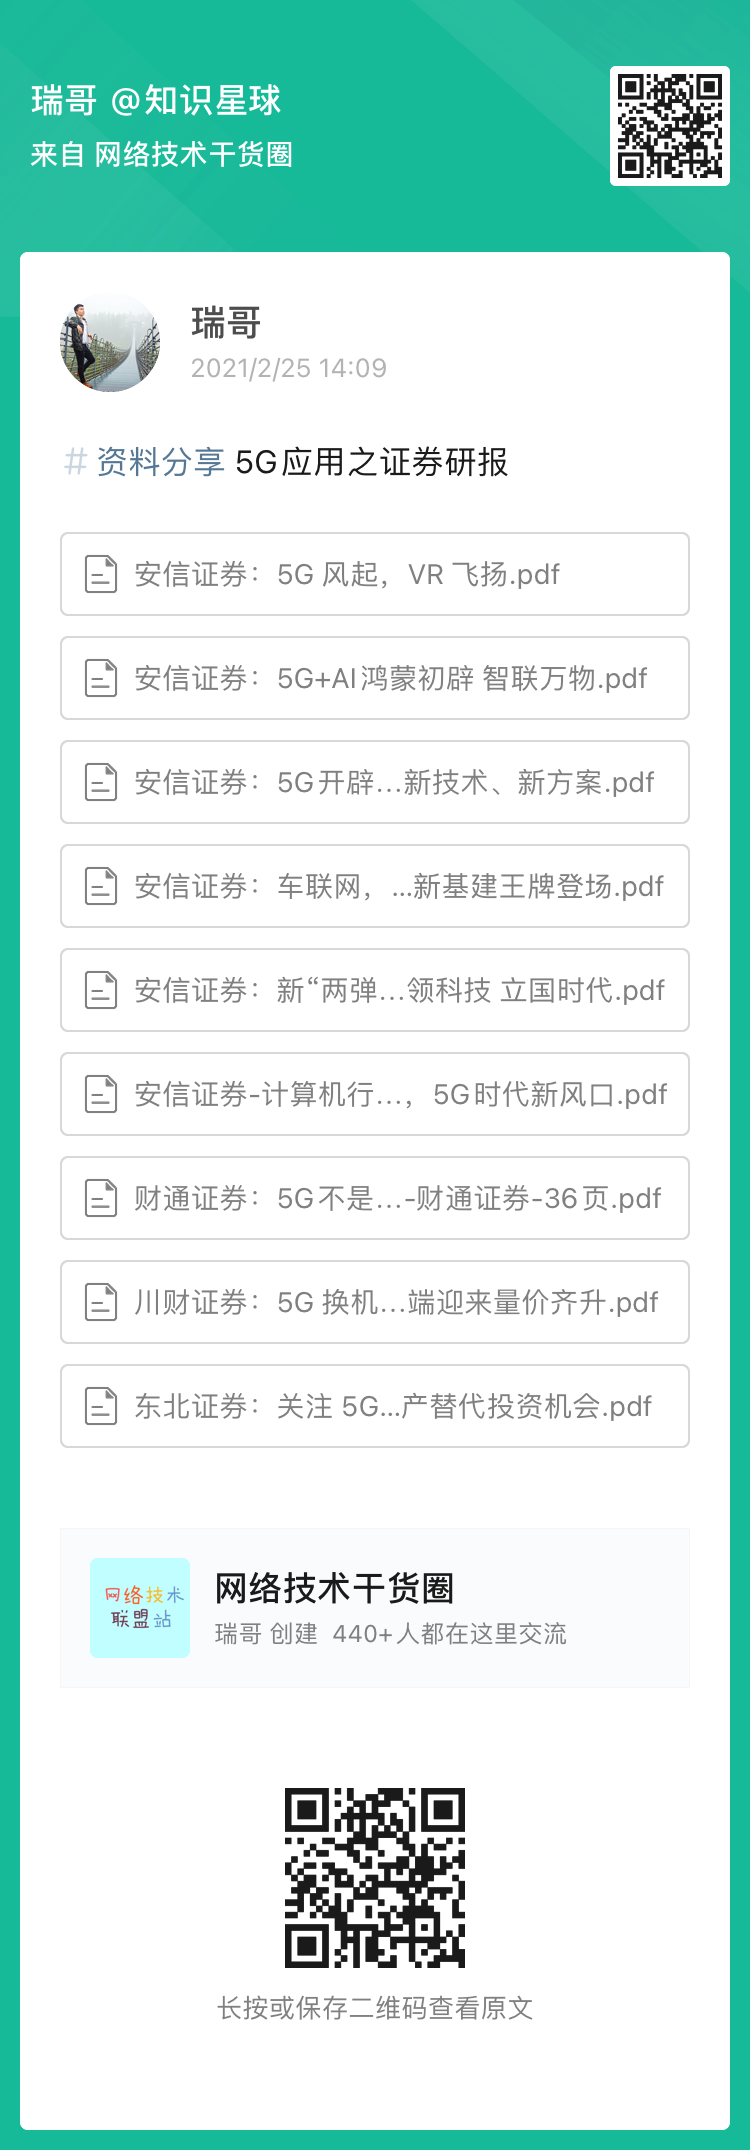 瑞哥 @知识星球
来自 网络技术干货圈
瑞哥
2021/2/25 14:09
#资料分享 5G应用之证券研报
安信证券：5G 风起，VR 飞扬.pdf
安信证券：5G+AI鸿蒙初辟 智联万物.pdf
安信证券：5G开辟...新技术、新方案.pdf
安信证券：车联网，...新基建王牌登场.pdf
安信证券：新“两弹...领科技 立国时代.pdf
安信证券-计算机行...，5G时代新风口.pdf
财通证券：5G不是...-财通证券-36页.pdf
川财证券：5G 换机...端迎来量价齐升.pdf
东北证券：关注 5G...产替代投资机会.pdf
网络技术
联盟站
网络技术干货圈
瑞哥 创建 440+人都在这里交流
长按或保存二维码查看原文